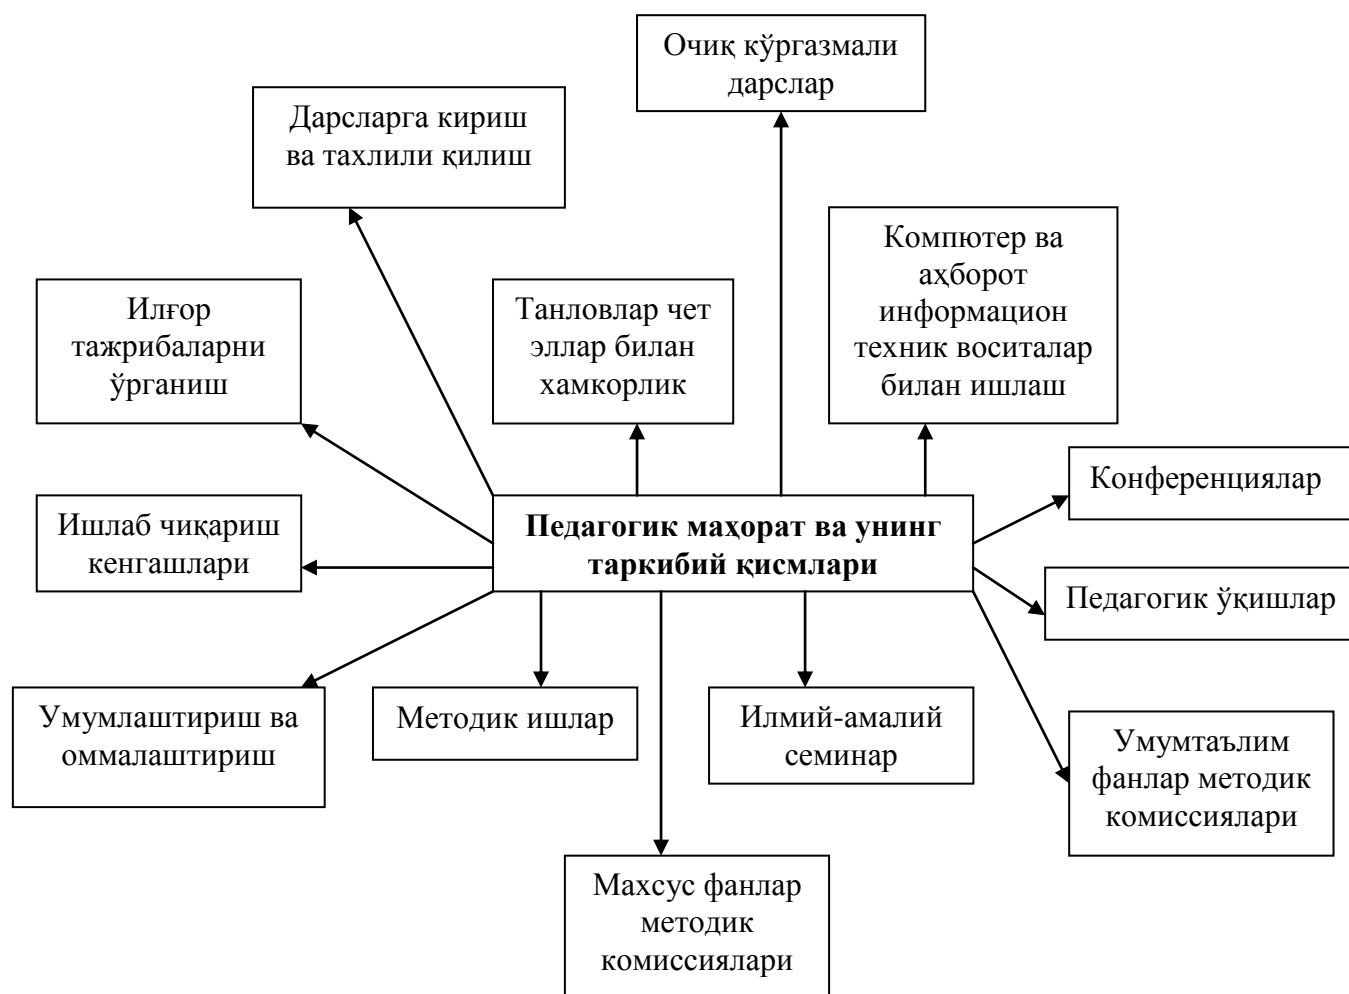 Очиқ кўргазмали
дарслар
Дарсларга кириш
ва тахлили қилиш
Компютер ва
аҳборот
информацион
техник воситалар
билан ишлаш
Илғор
тажрибаларни
ўрганиш
Танловлар чет
эллар билан
хамкорлик
Конференциялар
Ишлаб чиқариш
кенгашлари
Педагогик маҳорат ва унинг
таркибий қисмлари
Педагогик ўқишлар
Умумлаштириш ва
оммалаштириш
Методик ишлар
Илмий-амалий
семинар
Умумтаълим
фанлар методик
комиссиялари
Махсус фанлар
методик
комиссиялари